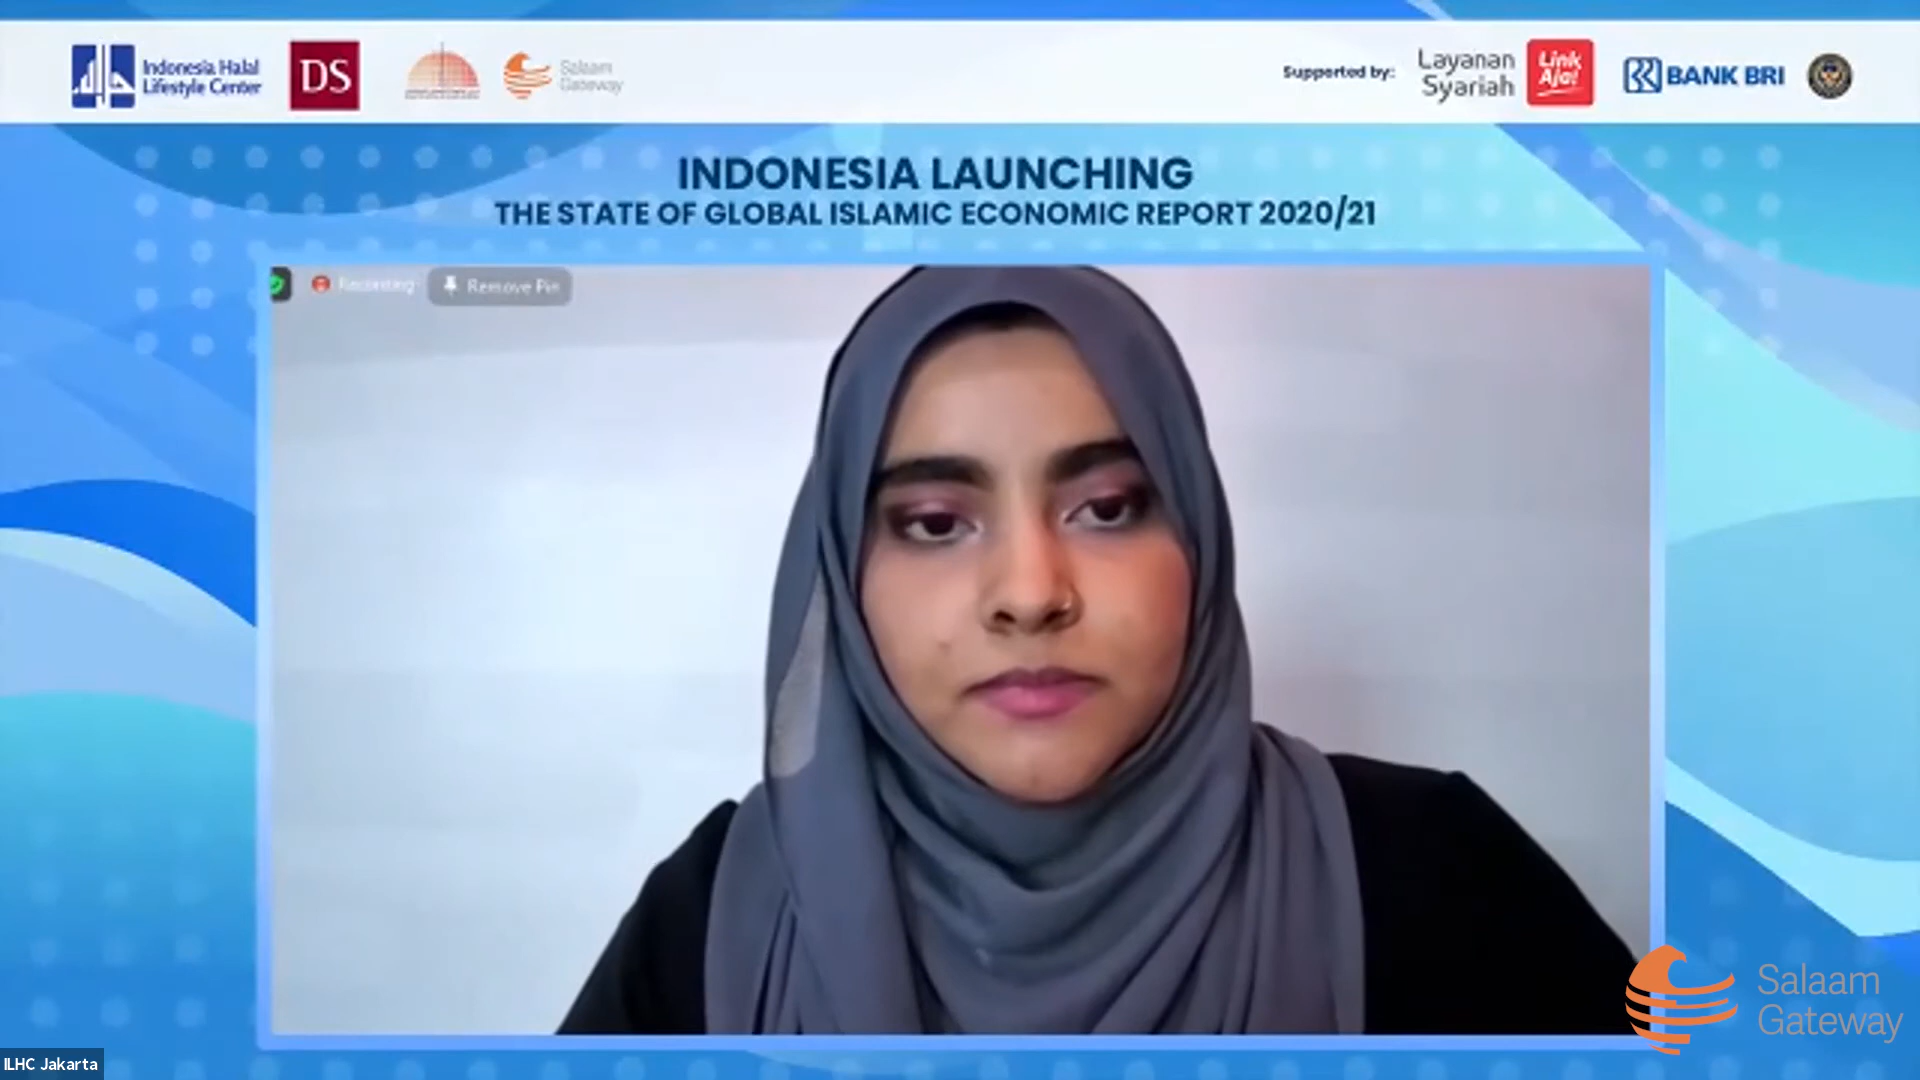 Indonesia Halal
Lifestyle Center
DS
Salaam
Gateway
Supported by:
Layanan
Syariah
Link
Aja!
BANK BRI
INDONESIA LAUNCHING
THE STATE OF GLOBAL ISLAMIC ECONOMIC REPORT 2020/21
Recording
Remove Pin
Salaam
Gateway
ILHC Jakarta